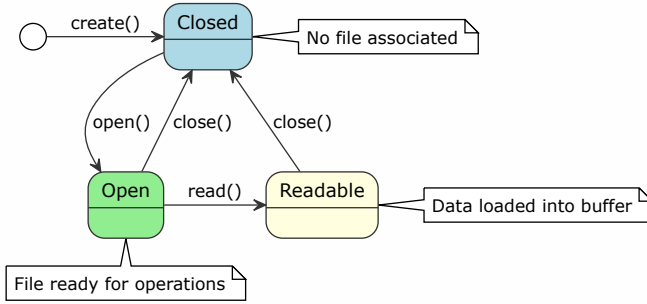 create()
Closed
No file associated
open()
close()
close()
Open
read()
Readable
Data loaded into buffer
File ready for operations